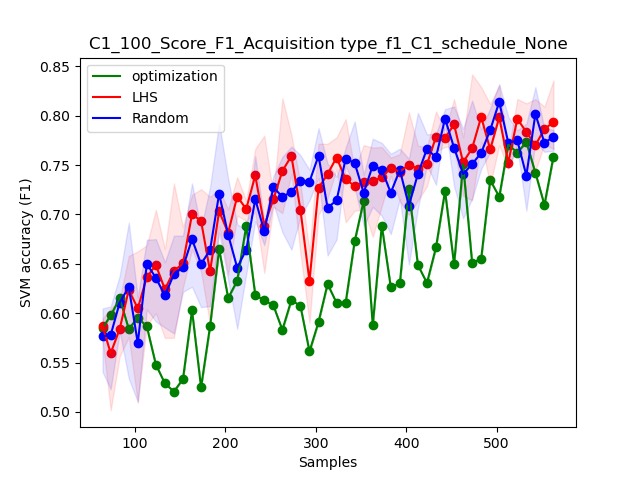 C1_100_Score_F1_Acquisition type_f1_C1_schedule_None
optimization
LHS
Random
0.85
0.80
0.75
0.70
0.65
0.60
0.55
0.50
SVM accuracy (F1)
100
200
300
400
500
Samples